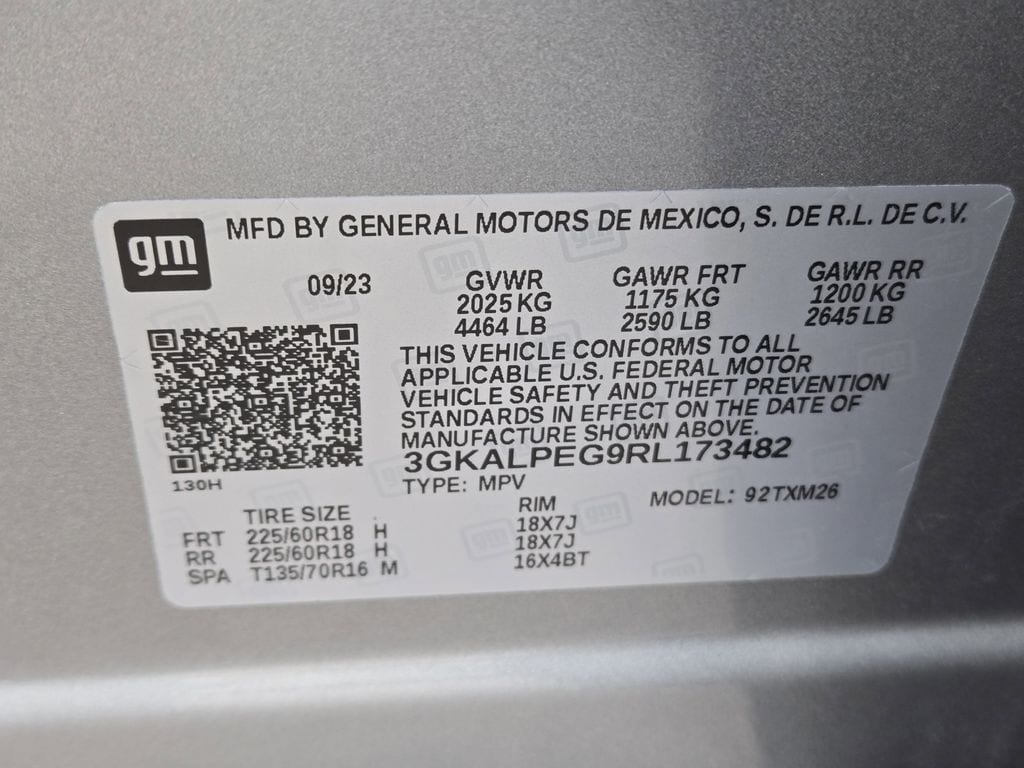 gm
MFD BY GENERAL MOTORS DE MEXICO, S. DE R.L. DE C.V.
09/23 GVWR GAWR FRT GAWR RR
2025 KG 1175 KG 1200 KG
4464 LB 2590 LB 2645 LB
THIS VEHICLE CONFORMS TO ALL
APPLICABLE U.S. FEDERAL MOTOR
VEHICLE SAFETY AND THEFT PREVENTION
STANDARDS IN EFFECT ON THE DATE OF
MANUFACTURE SHOWN ABOVE.
3GKALPEG9RL173482
130H
TYPE: MPV MODEL: 92TXM26
TIRE SIZE RIM
FRT 225/60R18 H 18X7J
RR 225/60R18 H 18X7J
SPA T135/70R16 M 16X4BT